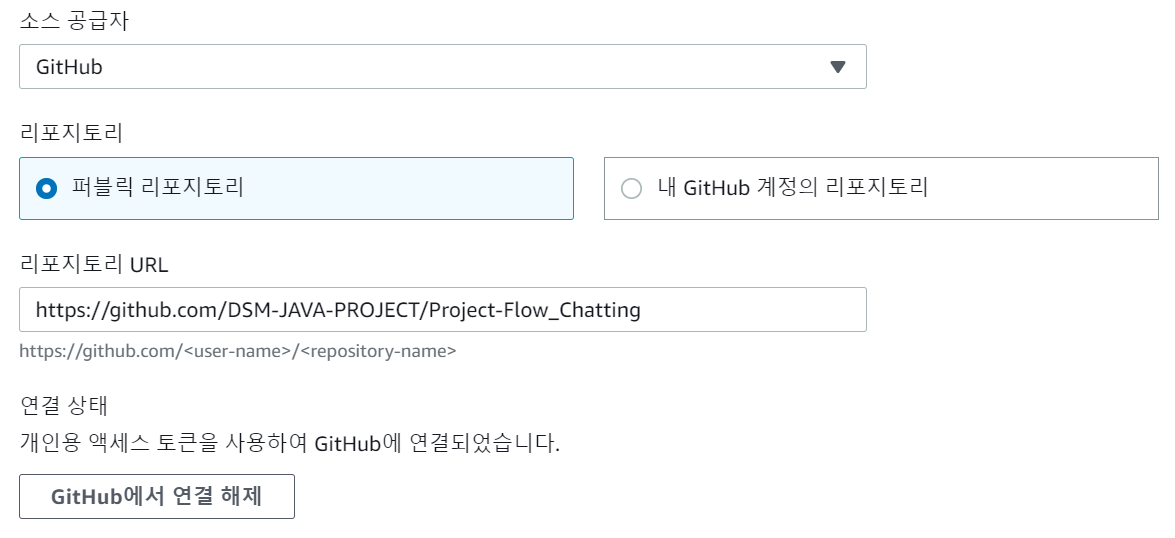 소스 공급자
GitHub
리포지토리
퍼블릭 리포지토리
내 GitHub 계정의 리포지토리
리포지토리 URL
https://github.com/DSM-JAVA-PROJECT/Project-Flow_Chatting
https://github.com/<user-name>/<repository-name>
연결 상태
개인용 액세스 토큰을 사용하여 GitHub에 연결되었습니다.
GitHub에서 연결 해제